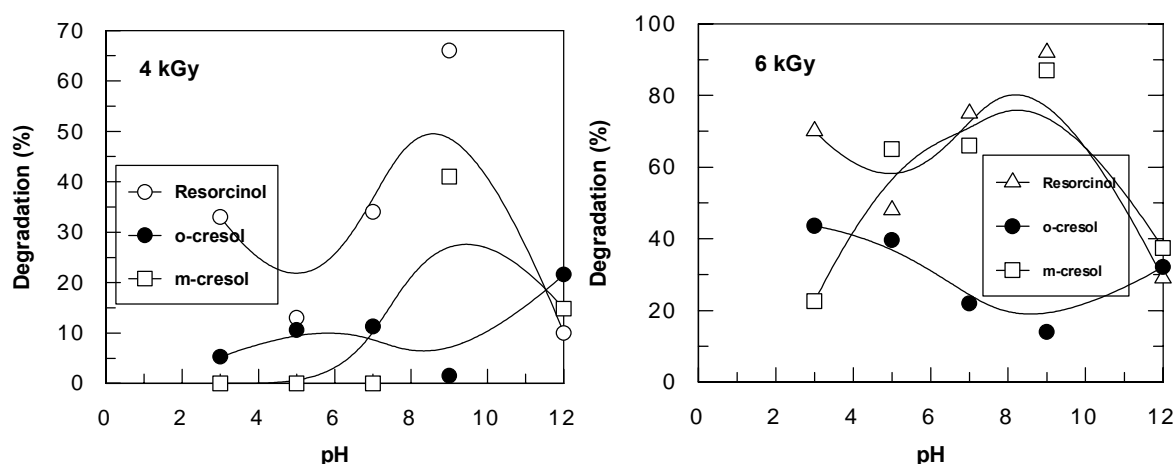 70
60
50
40
30
20
10
0
Degradation (%)
4 kGy
Resorcinol
o-cresol
m-cresol
0 2 4 6 8 10 12
pH
100
80
60
40
20
0
Degradation (%)
6 kGy
Resorcinol
o-cresol
m-cresol
0 2 4 6 8 10 12
pH